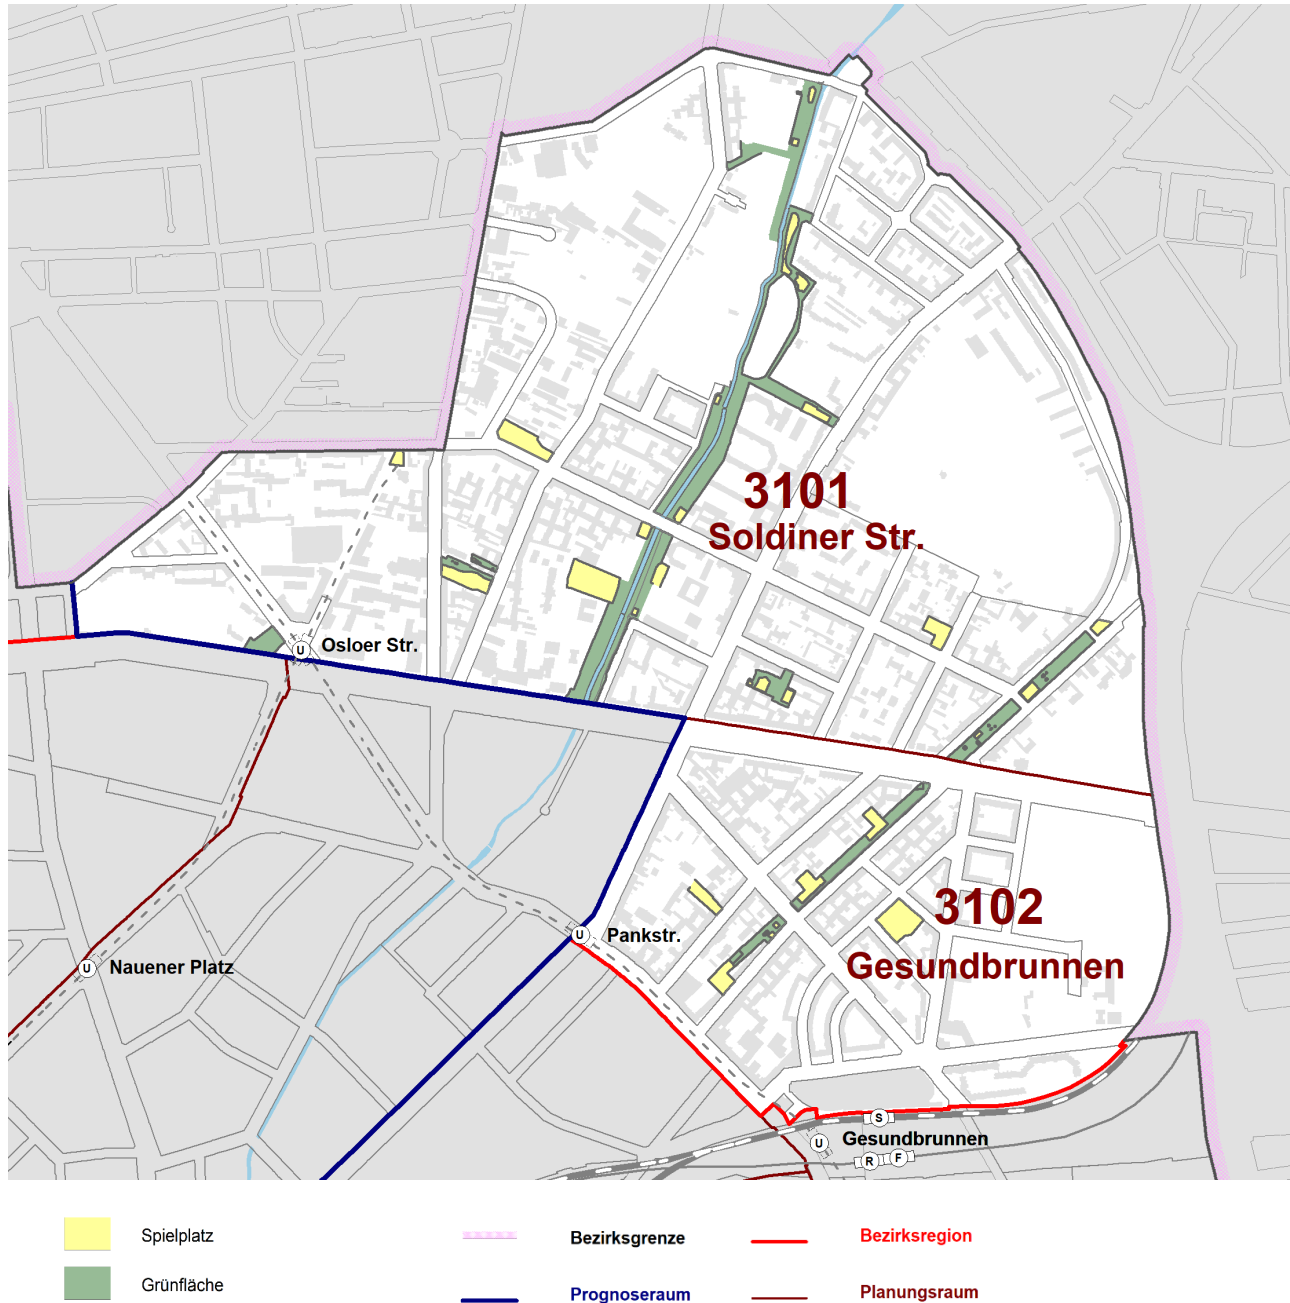 3101
Soldiner Str.
U
Osloer Str.
3102
Gesundbrunnen
U
Pankstr.
U
Nauener Platz
S
Gesundbrunnen
U
R
F
Spielplatz
Bezirksgrenze
Bezirksregion
Grünfläche
Prognoseraum
Planungsraum